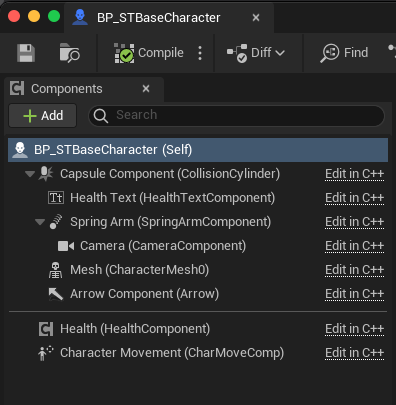 BP_STBaseCharacter
Compile Diff Find
Components
Add Search
BP_STBaseCharacter (Self)
Capsule Component (CollisionCylinder) Edit in C++
Tt Health Text (HealthTextComponent) Edit in C++
Spring Arm (SpringArmComponent) Edit in C++
Camera (CameraComponent) Edit in C++
Mesh (CharacterMesh0) Edit in C++
Arrow Component (Arrow) Edit in C++
Health (HealthComponent) Edit in C++
Character Movement (CharMoveComp) Edit in C++